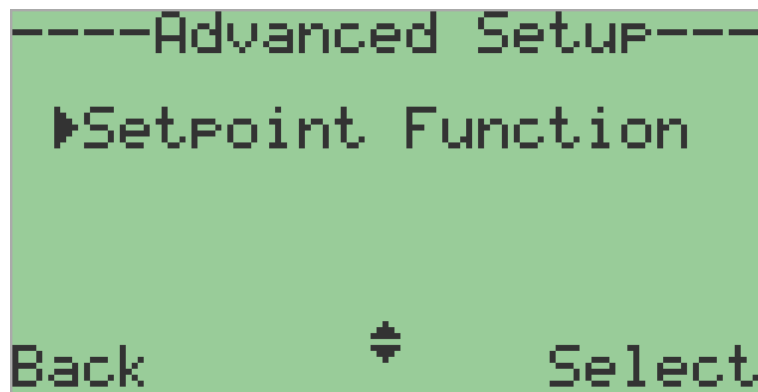 ----Advanced Setup---
▶Setpoint Function
Back Select